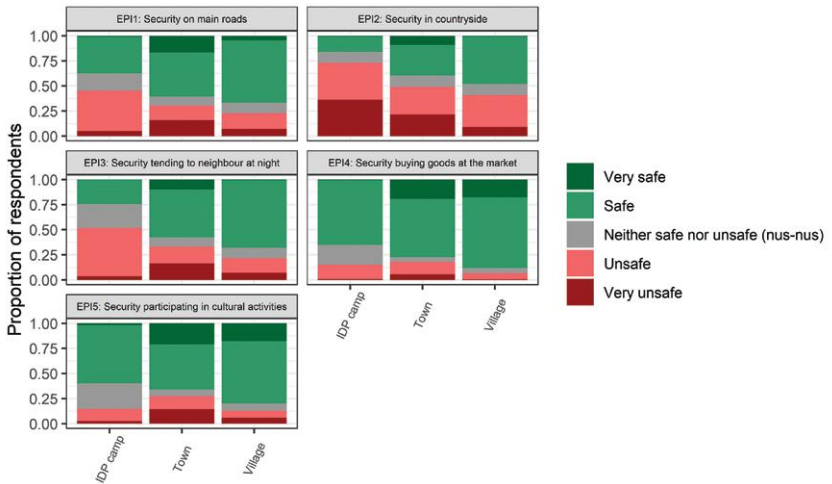 EPI1: Security on main roads
EPI2: Security in countryside
1.00
0.75
0.50
0.25
0.00
EPI3: Security tending to neighbour at night
EPI4: Security buying goods at the market
1.00
0.75
0.50
0.25
0.00
IDP camp
Town
Village
EPI5: Security participating in cultural activities
1.00
0.75
0.50
0.25
0.00
IDP camp
Town
Village
Proportion of respondents
Very safe
Safe
Neither safe nor unsafe (nus-nus)
Unsafe
Very unsafe